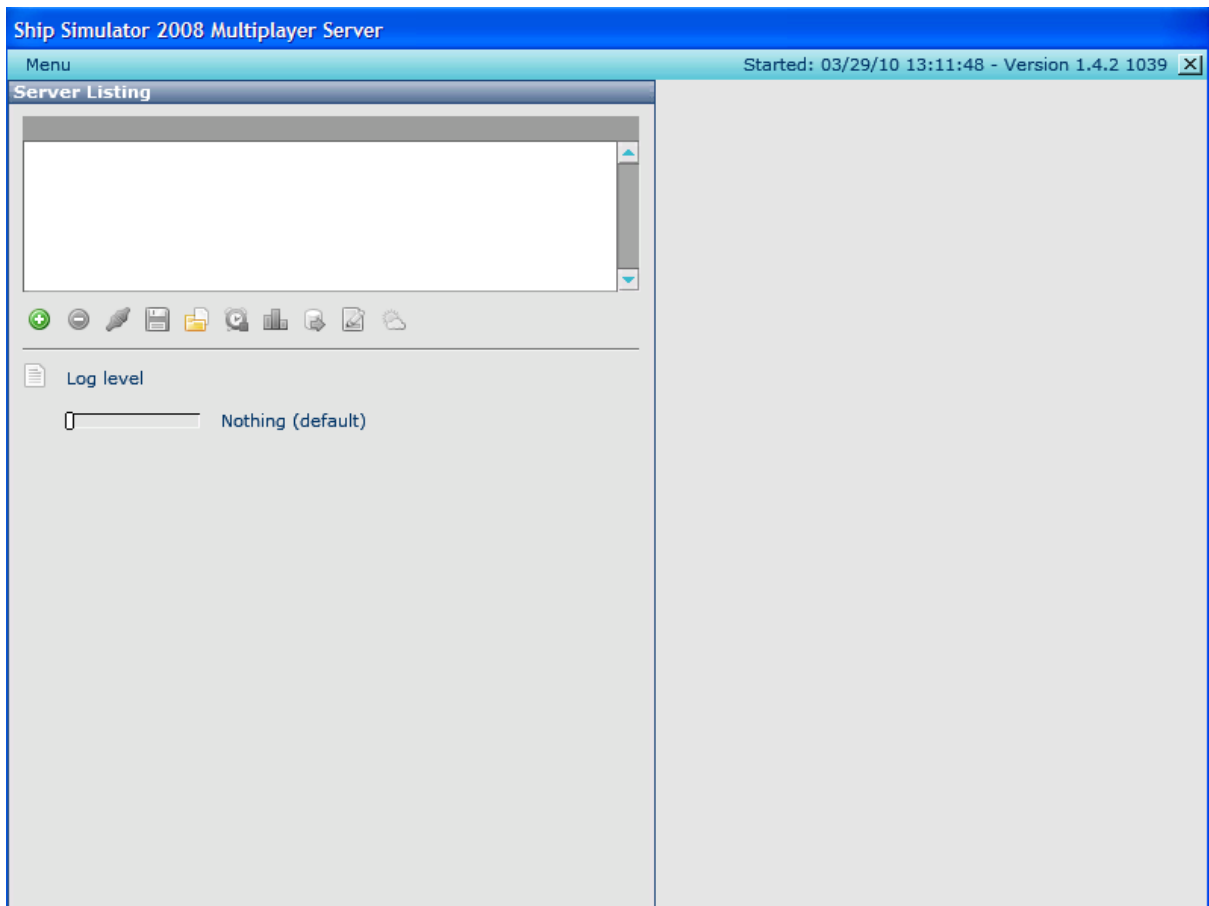 Ship Simulator 2008 Multiplayer Server
Menu
Started: 03/29/10 13:11:48 - Version 1.4.2 1039
Server Listing
Log level
Nothing (default)